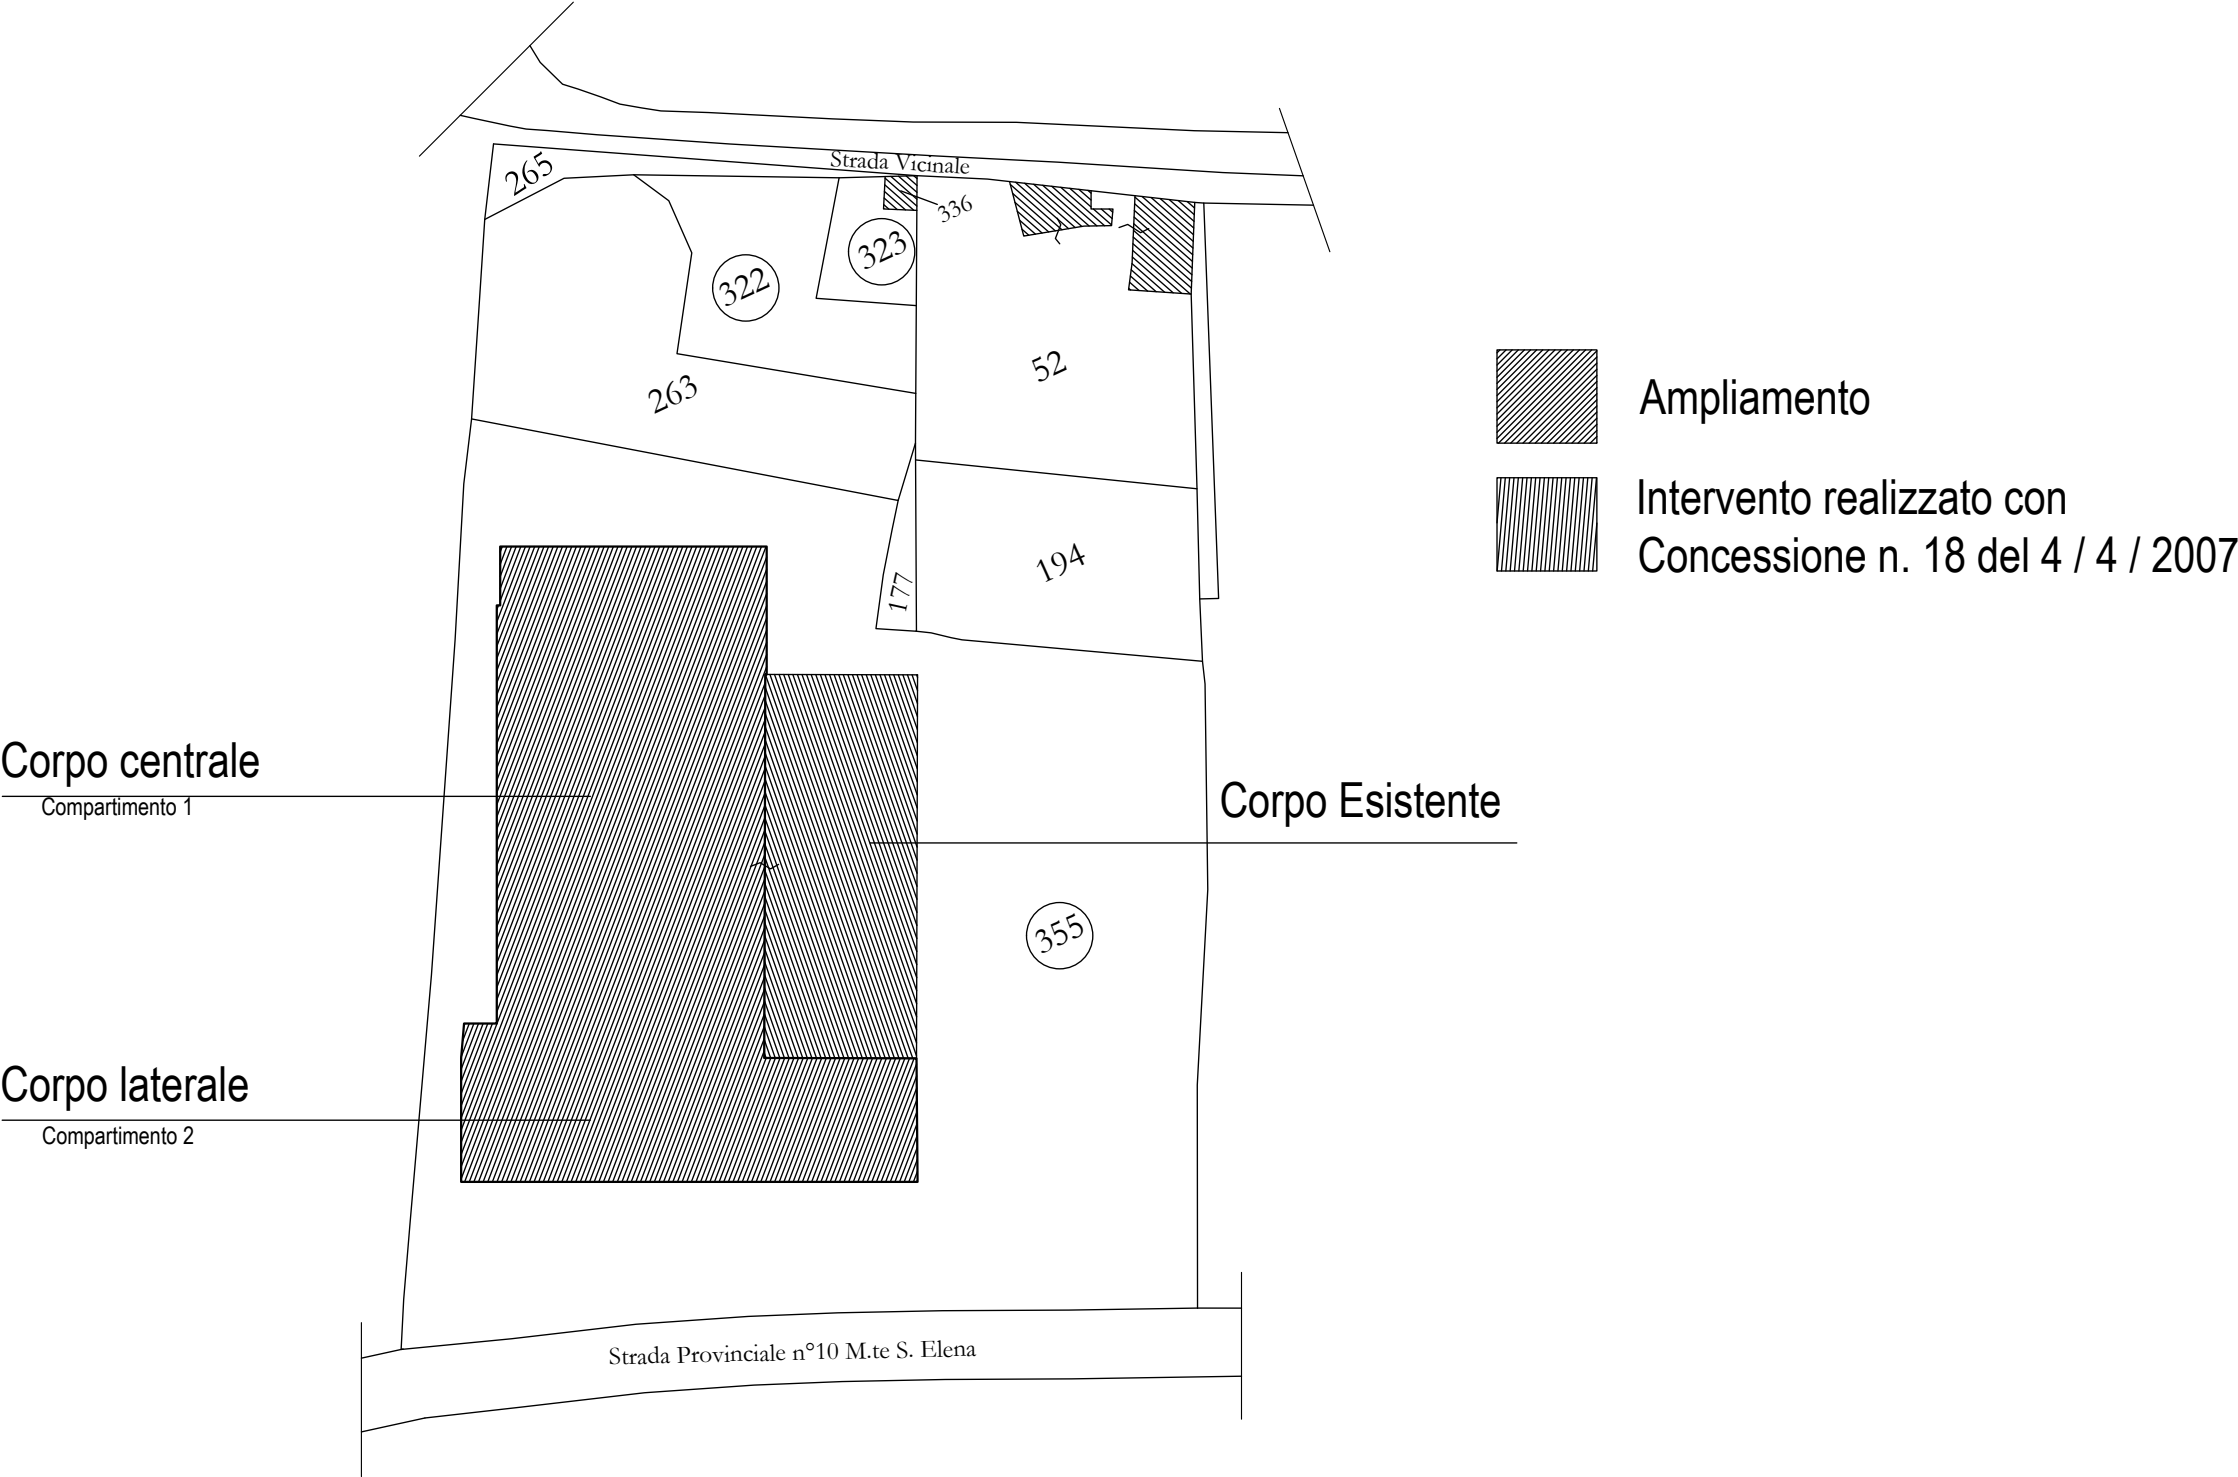 Strada Vicinale
265
336
323
322
52
263
Ampliamento
Intervento realizzato con
Concessione n. 18 del 4 / 4 / 2007
194
177
Corpo centrale
Compartimento 1
Corpo Esistente
355
Corpo laterale
Compartimento 2
Strada Provinciale n°10 M.te S. Elena